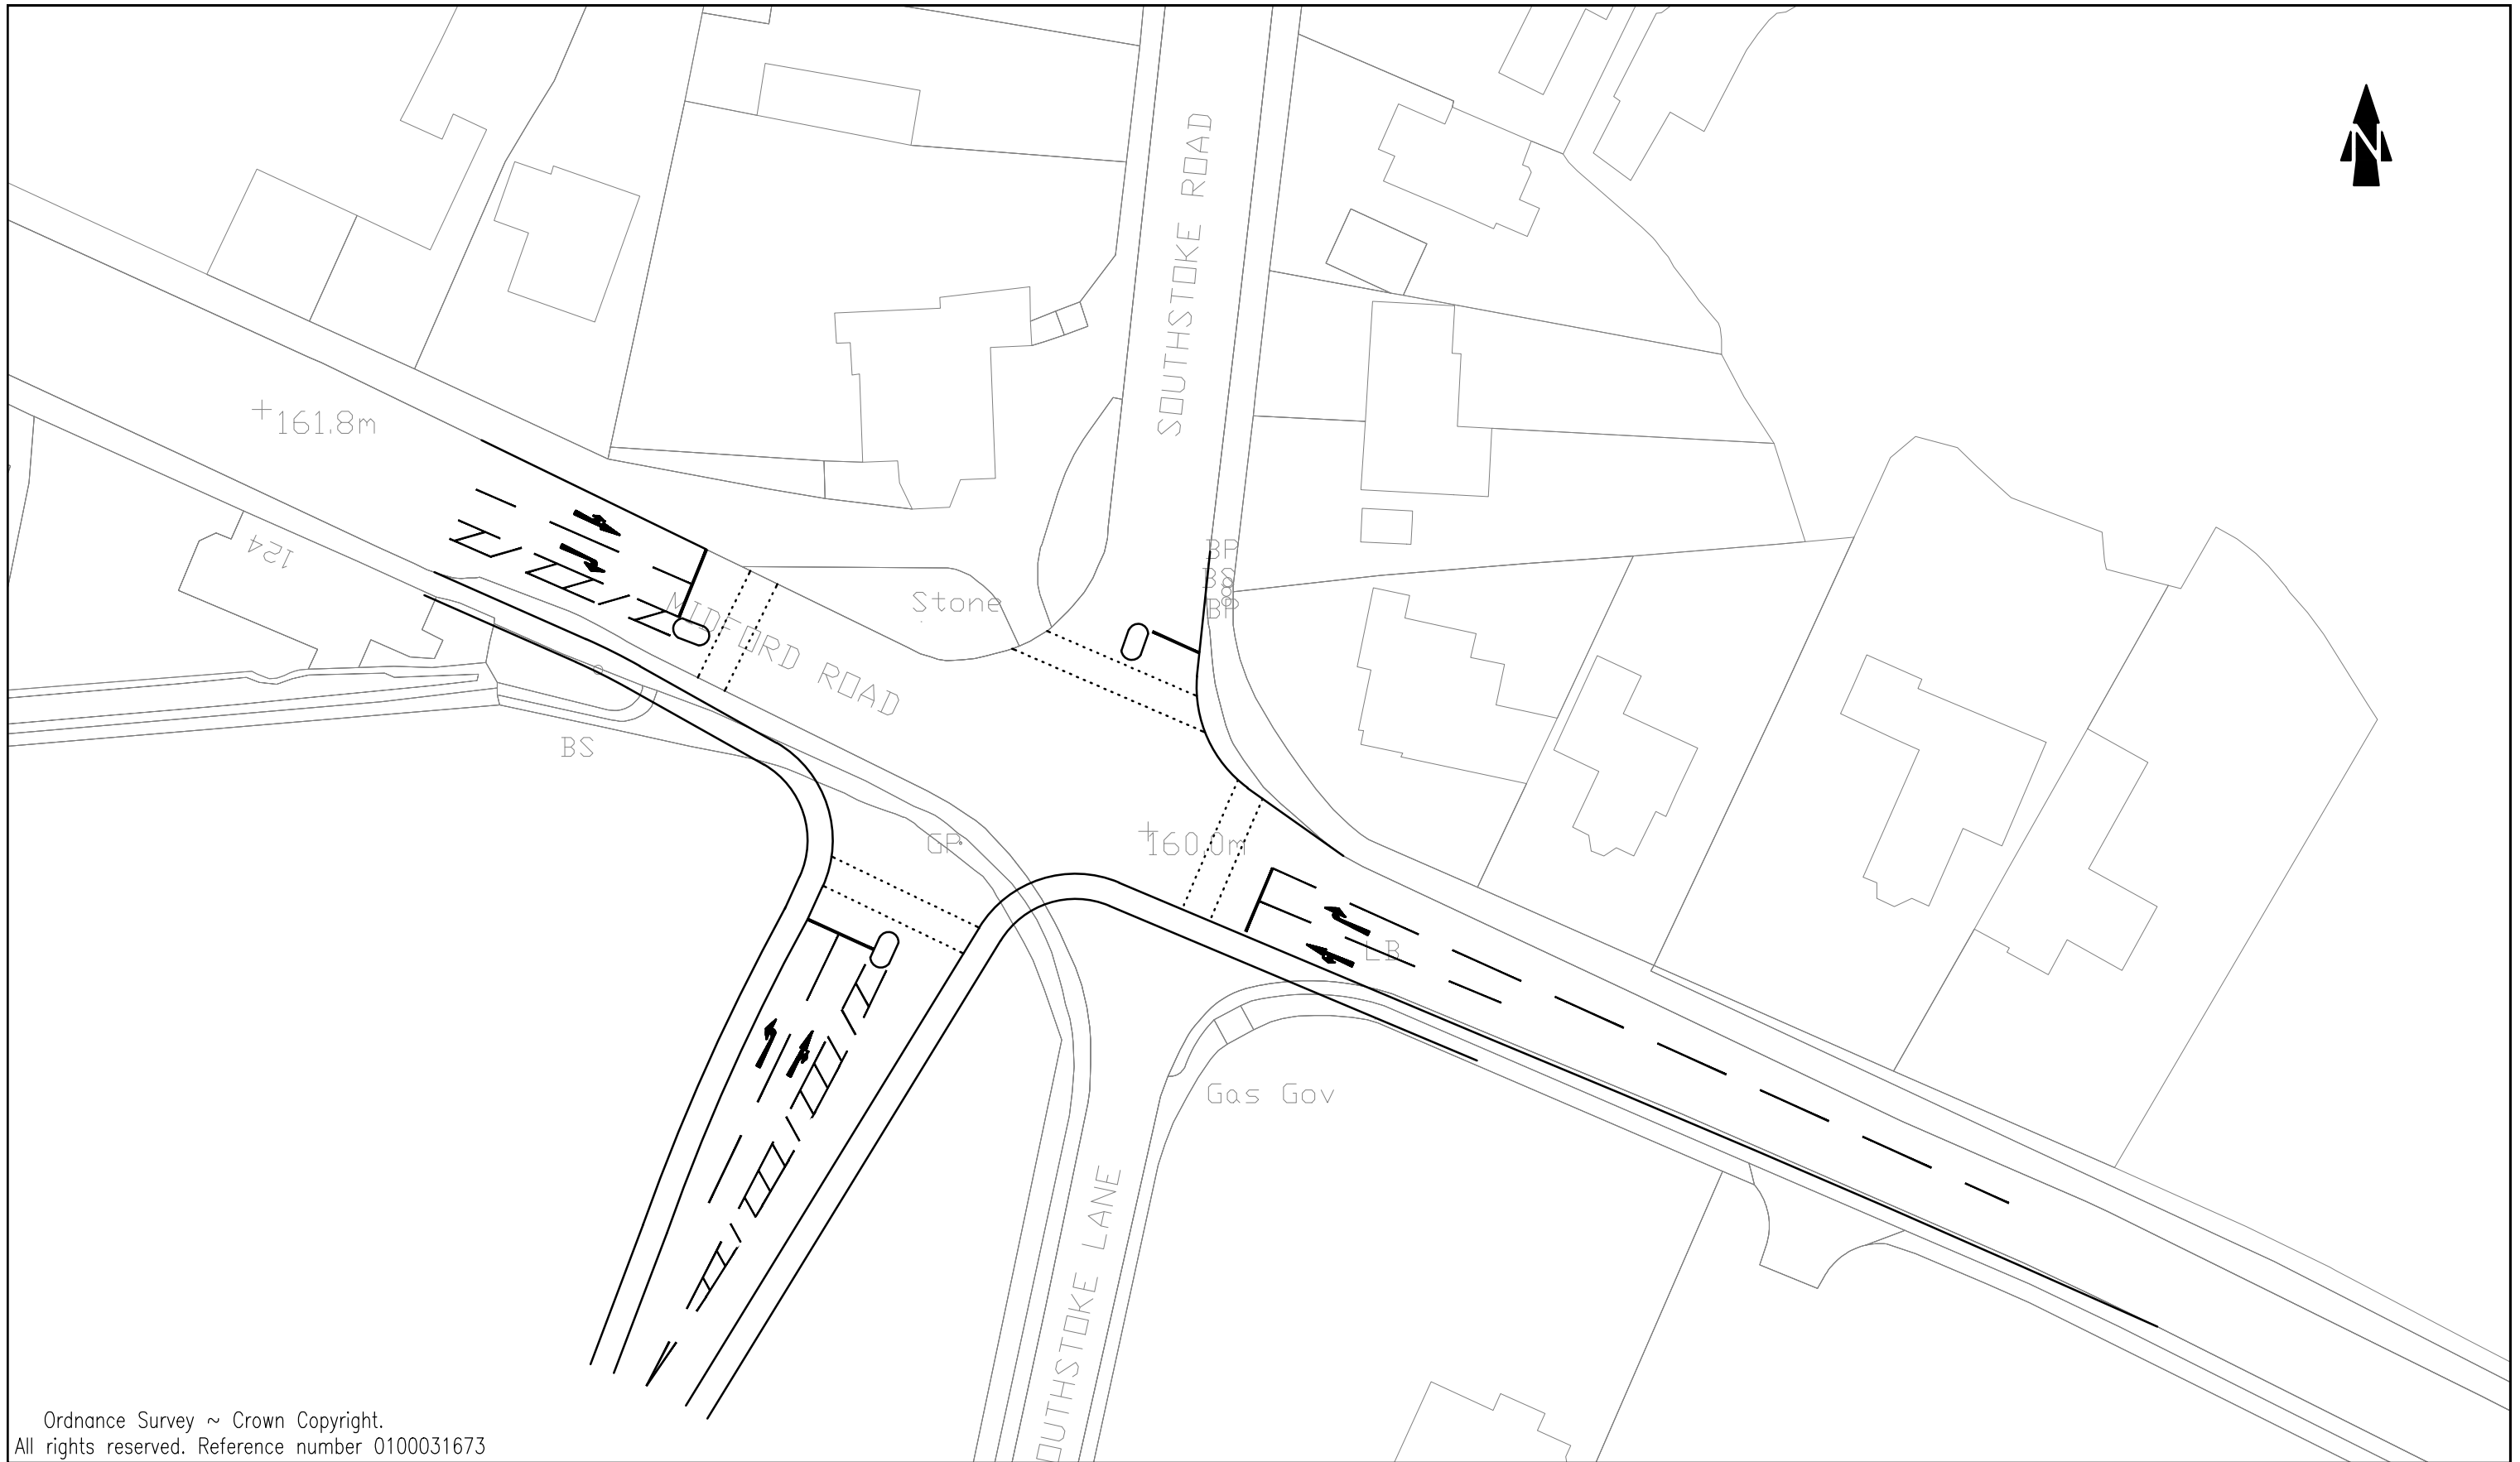 N
SOUTHSTOKE ROAD
+161.8m
124
BP
BS
BP
Stone
MIDFORD ROAD
BS
GP
+160.0m
LB
Gas Gov
OUTHSTOKE LANE
Ordnance Survey ~ Crown Copyright.
All rights reserved. Reference number 0100031673